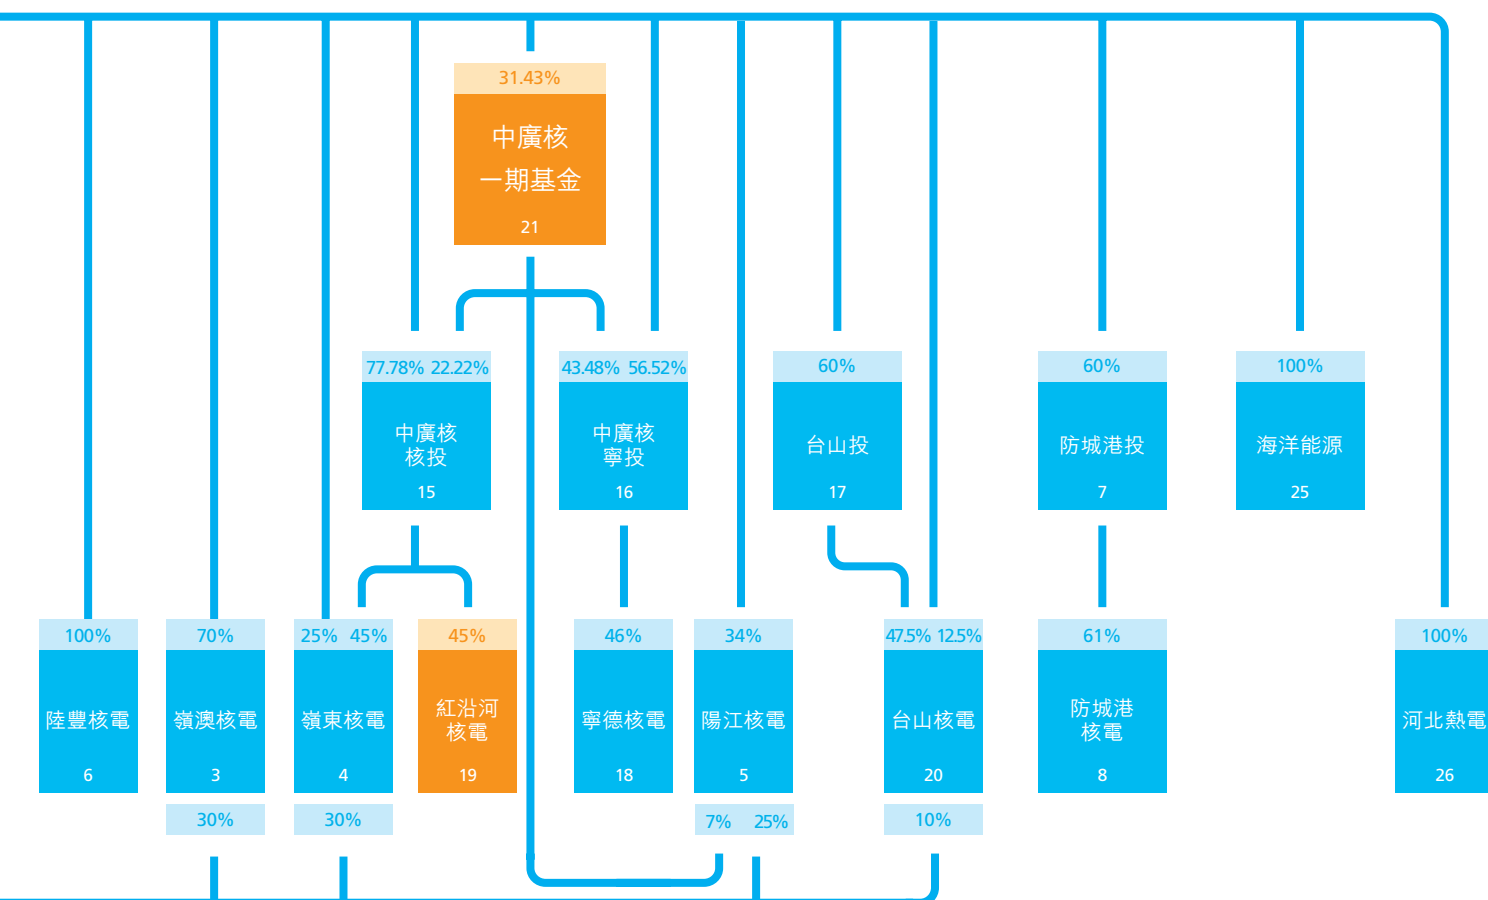 31.43%
中廣核
一期基金
21
77.78% 22.22%
中廣核
核投
15
43.48% 56.52%
中廣核
寧投
16
60%
台山投
17
60%
防城港投
7
100%
海洋能源
25
100%
陸豐核電
6
70%
嶺澳核電
3
30%
25% 45%
嶺東核電
4
30%
45%
紅沿河
核電
19
46%
寧德核電
18
34%
陽江核電
5
7% 25%
47.5% 12.5%
台山核電
20
10%
61%
防城港
核電
8
100%
河北熱電
26